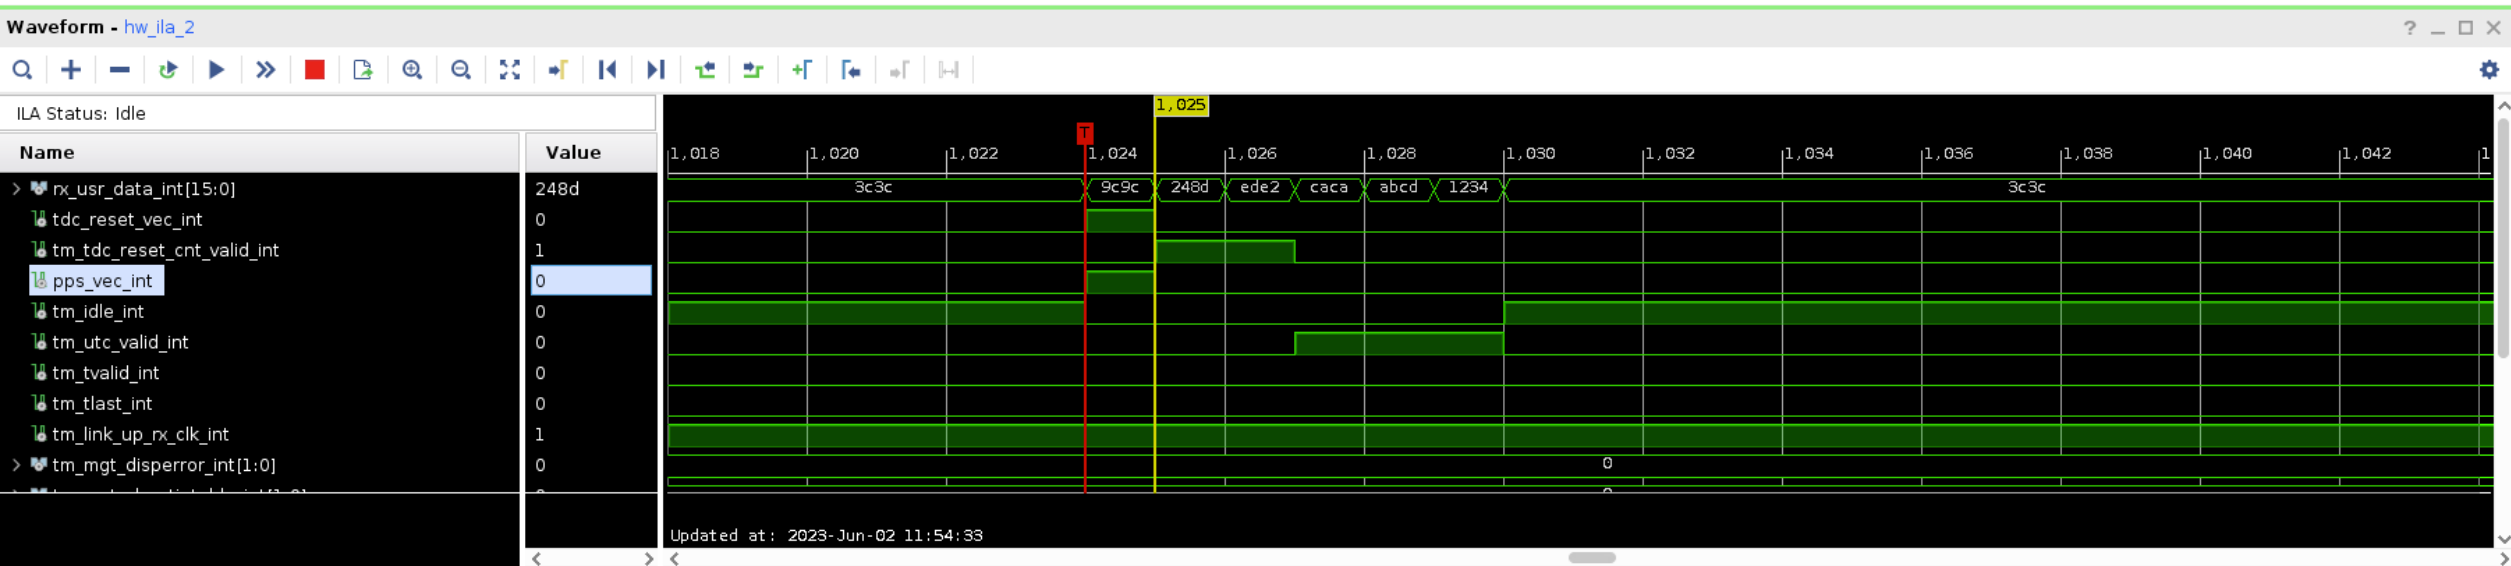 Waveform - hw_ila_2
ILA Status: Idle
1,025
T
Name Value
1,018 1,020 1,022 1,024 1,026 1,028 1,030 1,032 1,034 1,036 1,038 1,040 1,042 1
rx_usr_data_int[15:0] 248d 3c3c 9c9c 248d ede2 caca abcd 1234 3c3c
tdc_reset_vec_int 0
tm_tdc_reset_cnt_valid_int 1
pps_vec_int 0
tm_idle_int 0
tm_utc_valid_int 0
tm_tvalid_int 0
tm_tlast_int 0
tm_link_up_rx_clk_int 1
tm_mgt_disperror_int[1:0] 0 0
Updated at: 2023-Jun-02 11:54:33